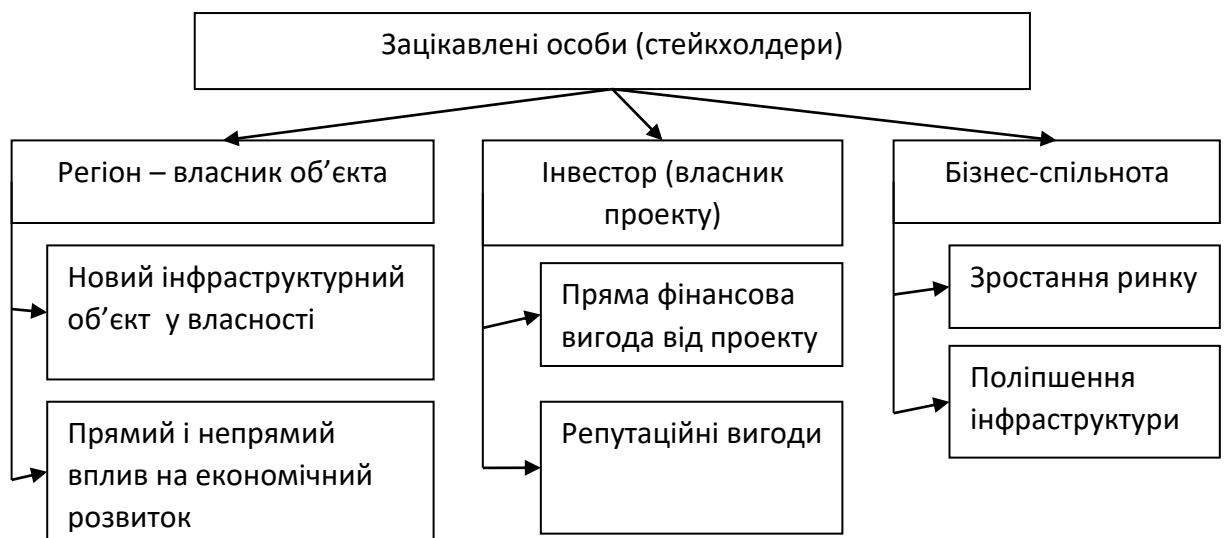 Зацікавлені особи (стейкхолдери)
Регіон – власник об’єкта
Новий інфраструктурний
об’єкт у власності
Прямий і непрямий
вплив на економічний
розвиток
Інвестор (власник
проекту)
Пряма фінансова
вигода від проекту
Репутаційні вигоди
Бізнес-спільнота
Зростання ринку
Поліпшення
інфраструктури